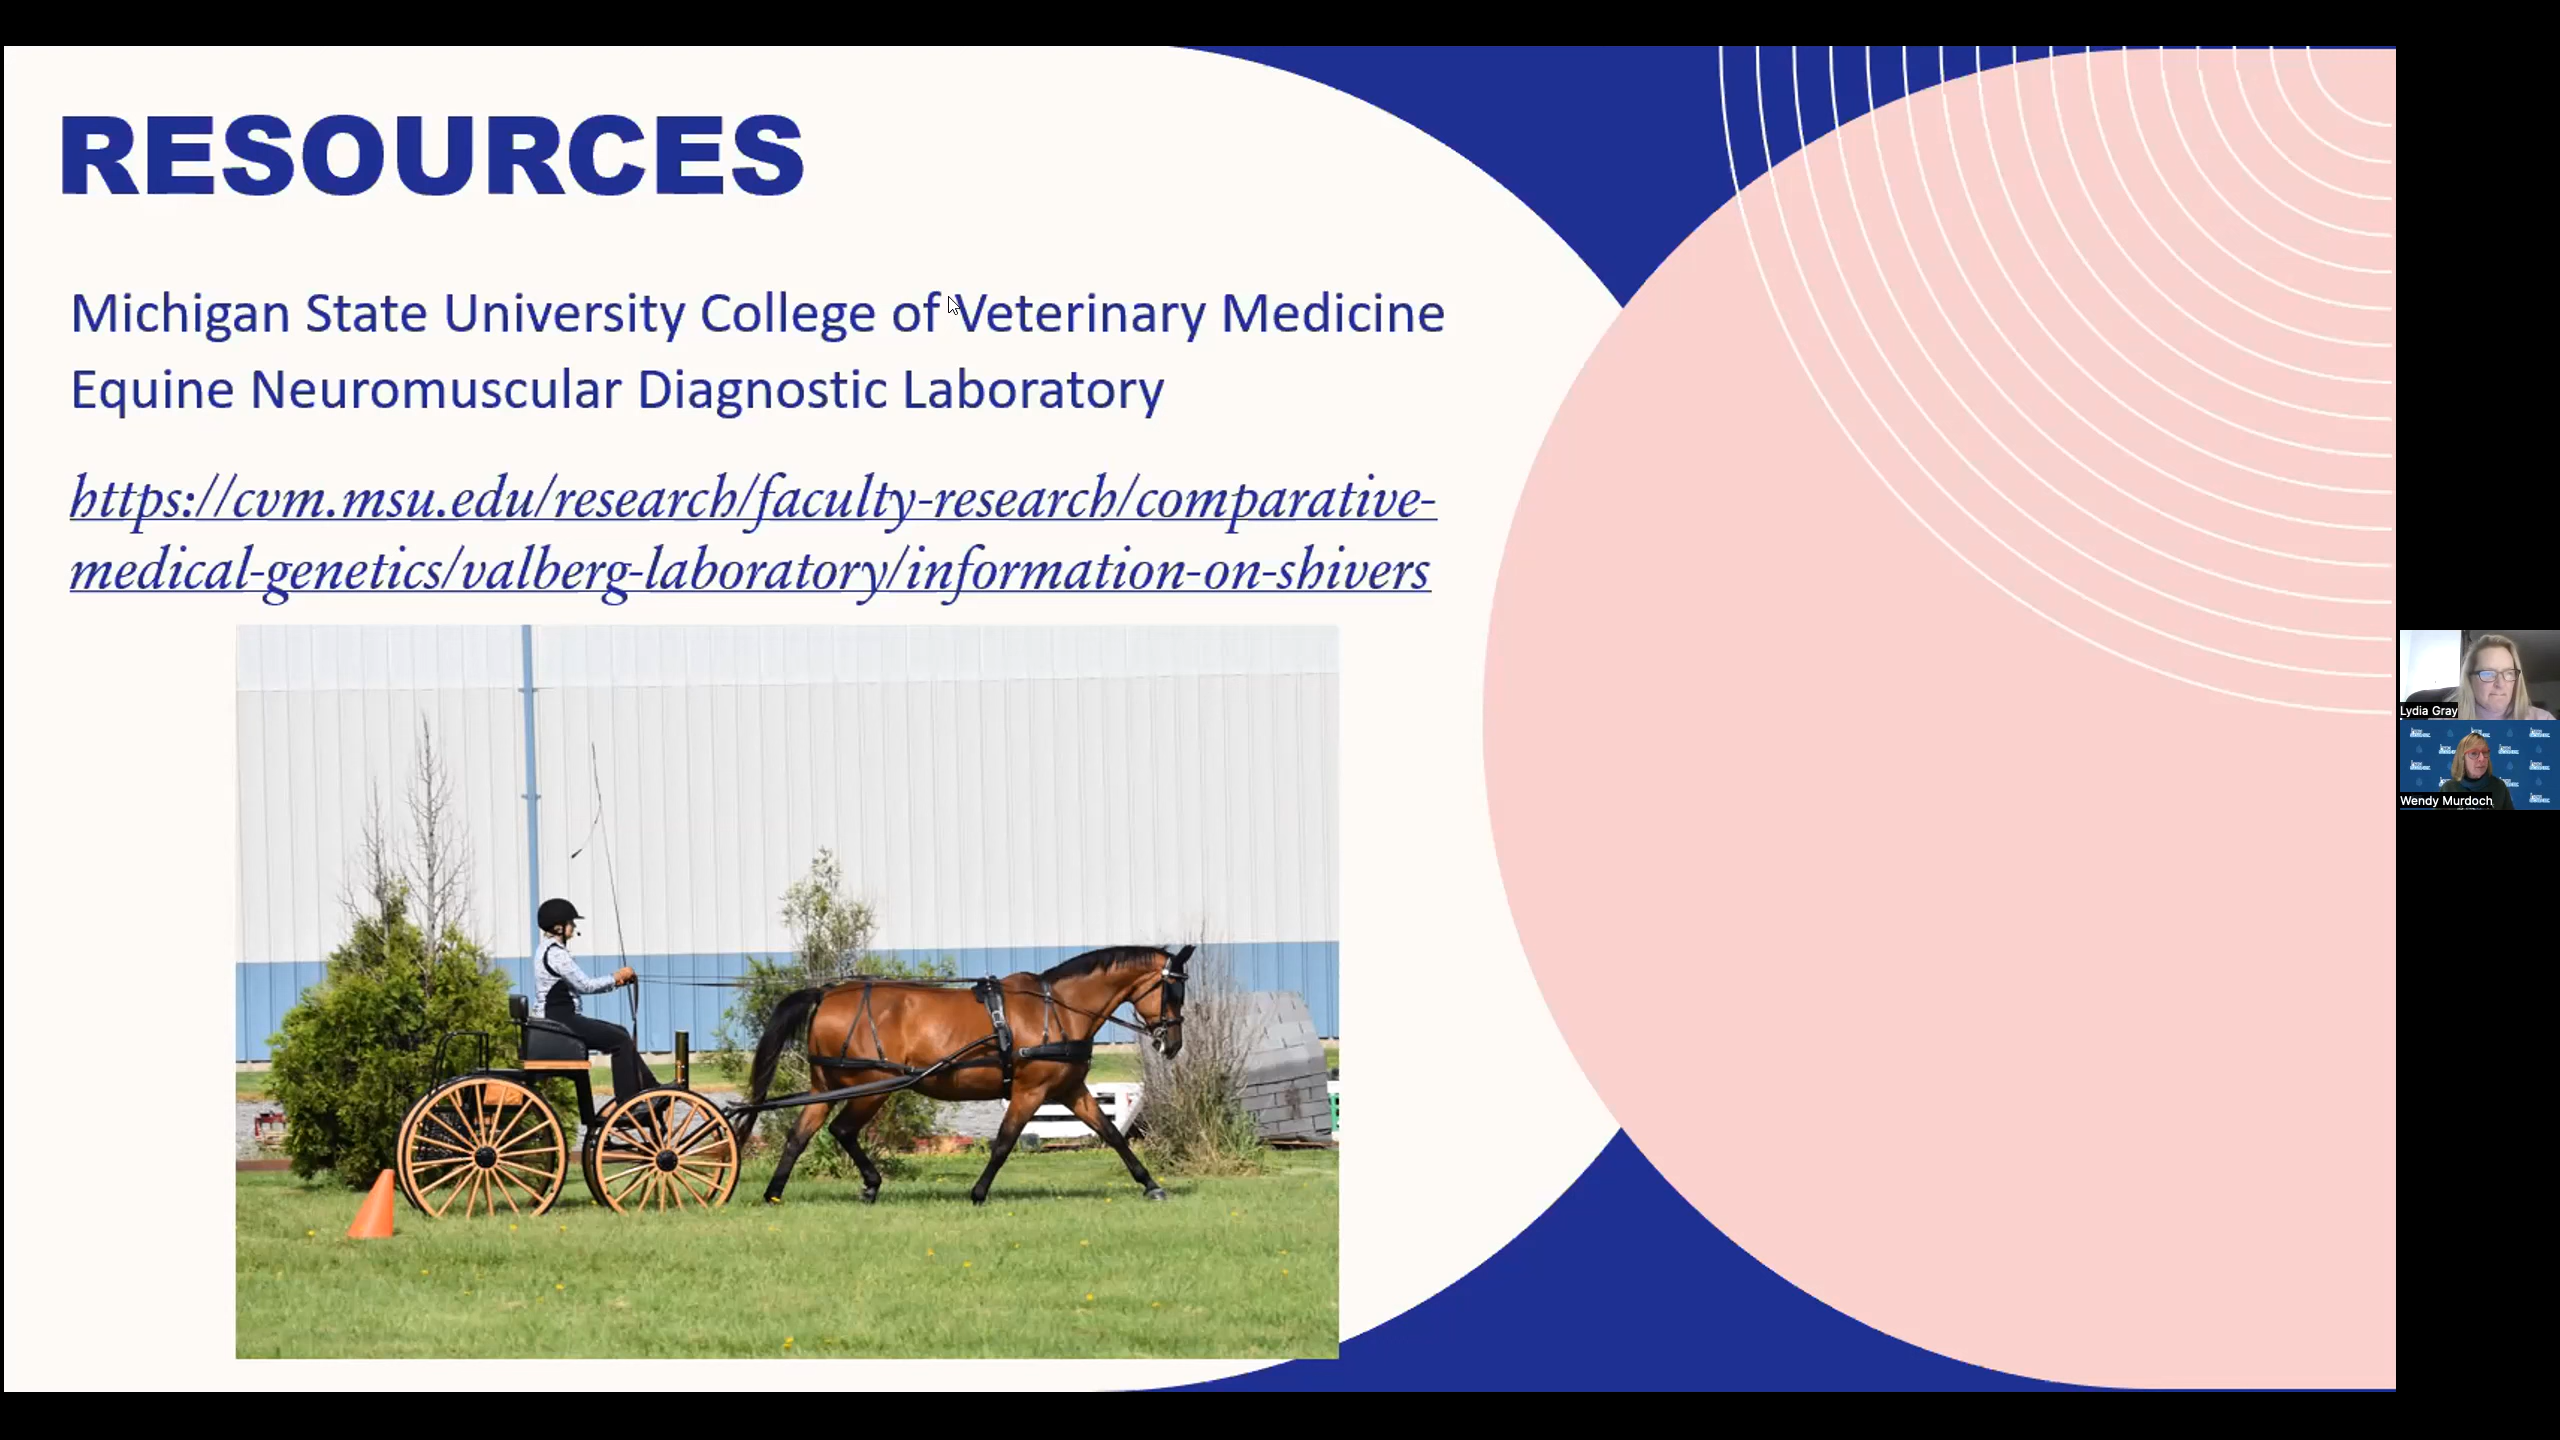 RESOURCES
Michigan State University College of Veterinary Medicine
Equine Neuromuscular Diagnostic Laboratory
https://cvm.msu.edu/research/faculty-research/comparative-
medical-genetics/valberg-laboratory/information-on-shivers
Lydia Gray
Wendy Murdoch